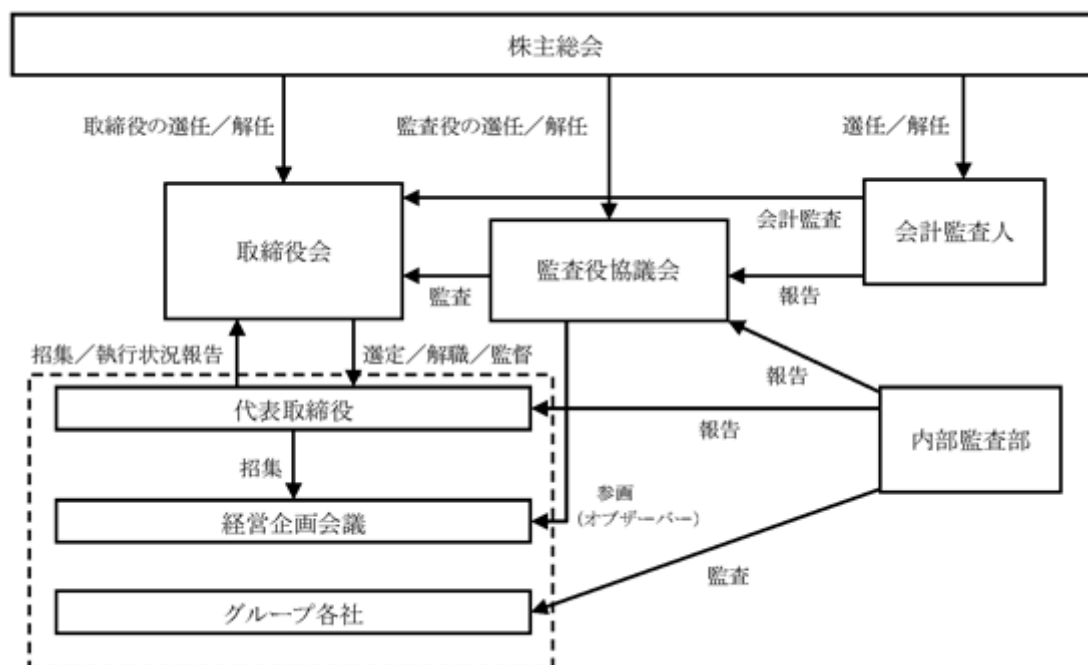 株主総会
取締役の選任／解任
監査役の選任／解任
選任／解任
取締役会
会計監査
会計監査人
監査役協議会
監査
報告
招集／執行状況報告
選定／解職／監督
報告
代表取締役
報告
内部監査部
招集
経営企画会議
参画
(オブザーバー)
監査
グループ各社